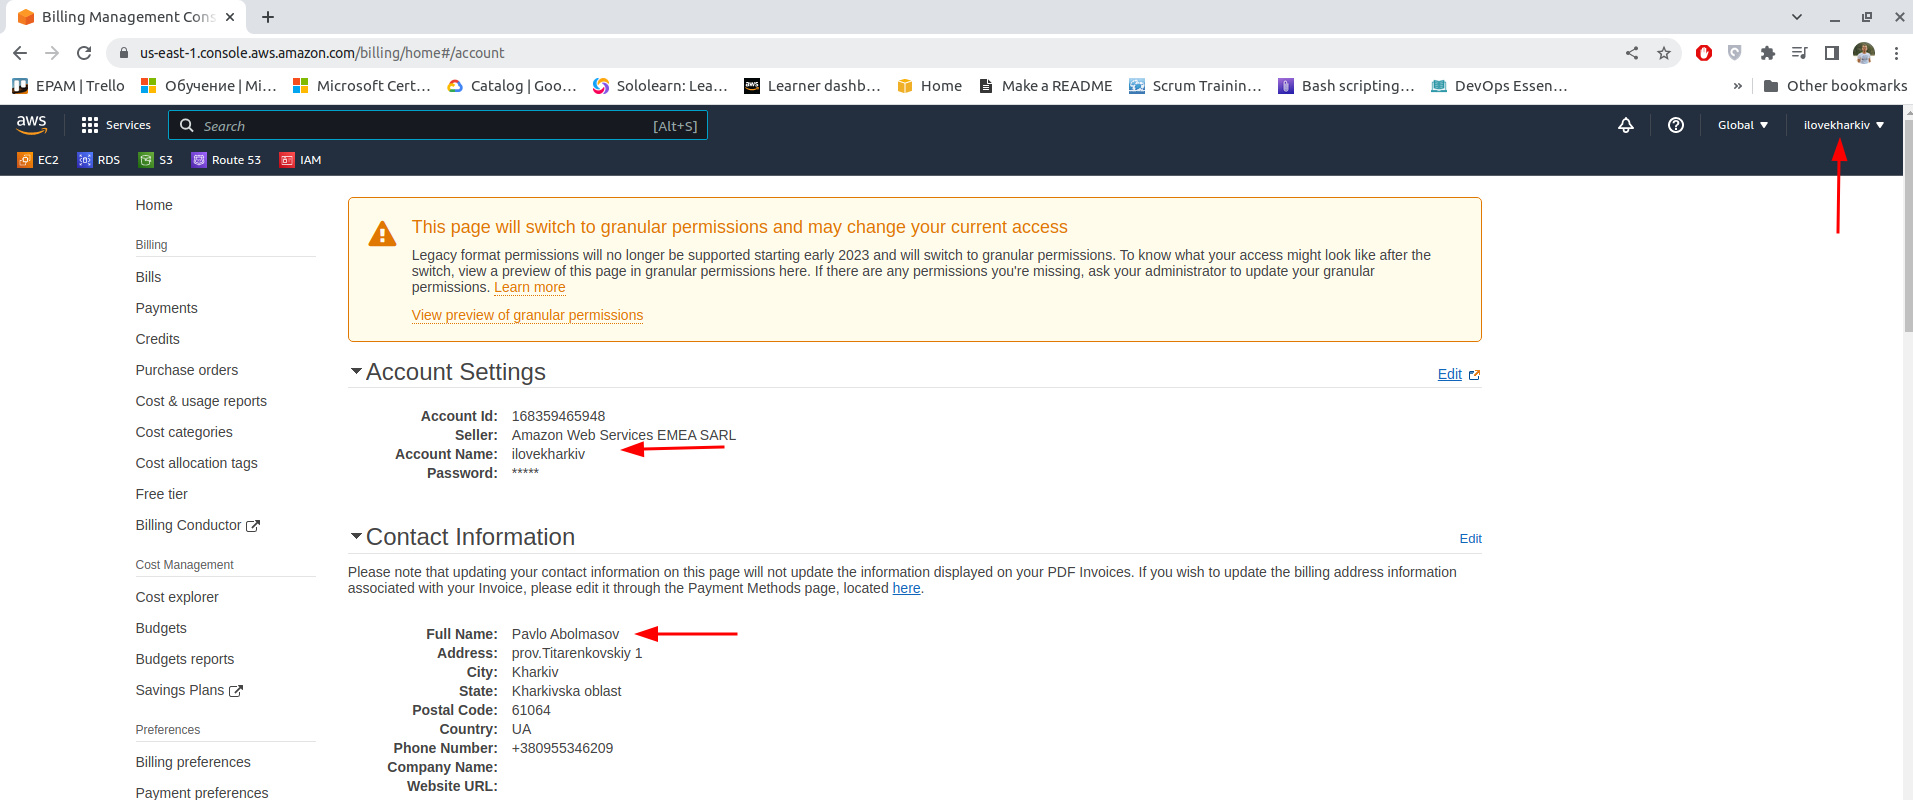 Billing Management Cons
us-east-1.console.aws.amazon.com/billing/home#/account
EPAM | Trello
Обучение | Mi…
Microsoft Cert…
Catalog | Goo…
Sololearn: Lea…
aws
Learner dashb…
Home
Make a README
Scrum Trainin…
Bash scripting…
DevOps Essen…
»
Other bookmarks
aws
Services
Search
[Alt+S]
Global
ilovekharkiv
EC2
RDS
S3
Route 53
IAM
Home
Billing
Bills
Payments
Credits
Purchase orders
Cost & usage reports
Cost categories
Cost allocation tags
Free tier
Billing Conductor
Cost Management
Cost explorer
Budgets
Budgets reports
Savings Plans
Preferences
Billing preferences
Payment preferences
This page will switch to granular permissions and may change your current access
Legacy format permissions will no longer be supported starting early 2023 and will switch to granular permissions. To know what your access might look like after the
switch, view a preview of this page in granular permissions here. If there are any permissions you're missing, ask your administrator to update your granular
permissions. Learn more
View preview of granular permissions
Account Settings
Edit
Account Id: 168359465948
Seller: Amazon Web Services EMEA SARL
Account Name: ilovekharkiv
Password: *****
Contact Information
Edit
Please note that updating your contact information on this page will not update the information displayed on your PDF Invoices. If you wish to update the billing address information
associated with your Invoice, please edit it through the Payment Methods page, located here.
Full Name: Pavlo Abolmasov
Address: prov.Titarenkovskiy 1
City: Kharkiv
State: Kharkivska oblast
Postal Code: 61064
Country: UA
Phone Number: +380955346209
Company Name:
Website URL: